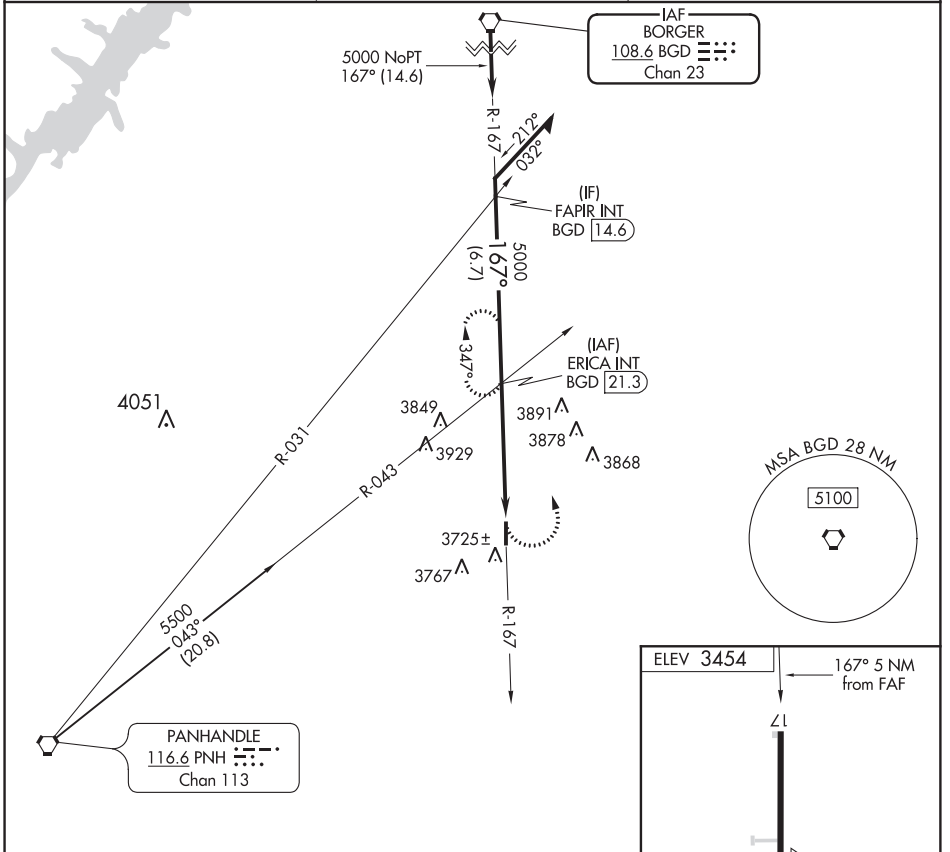 IAF
BORGER
108.6 BGD
Chan 23
5000 NoPT
167° (14.6)
R-167
212°
032°
(IF)
FAPIR INT
BGD 14.6
5000
167°
(6.7)
347°
(IAF)
ERICA INT
BGD 21.3
4051
3849
3929
3891
3878
3868
R-031
R-043
MSA BGD 28 NM
5100
3725±
3767
R-167
5500
043°
(20.8)
PANHANDLE
116.6 PNH
Chan 113
ELEV 3454
167° 5 NM
from FAF
17